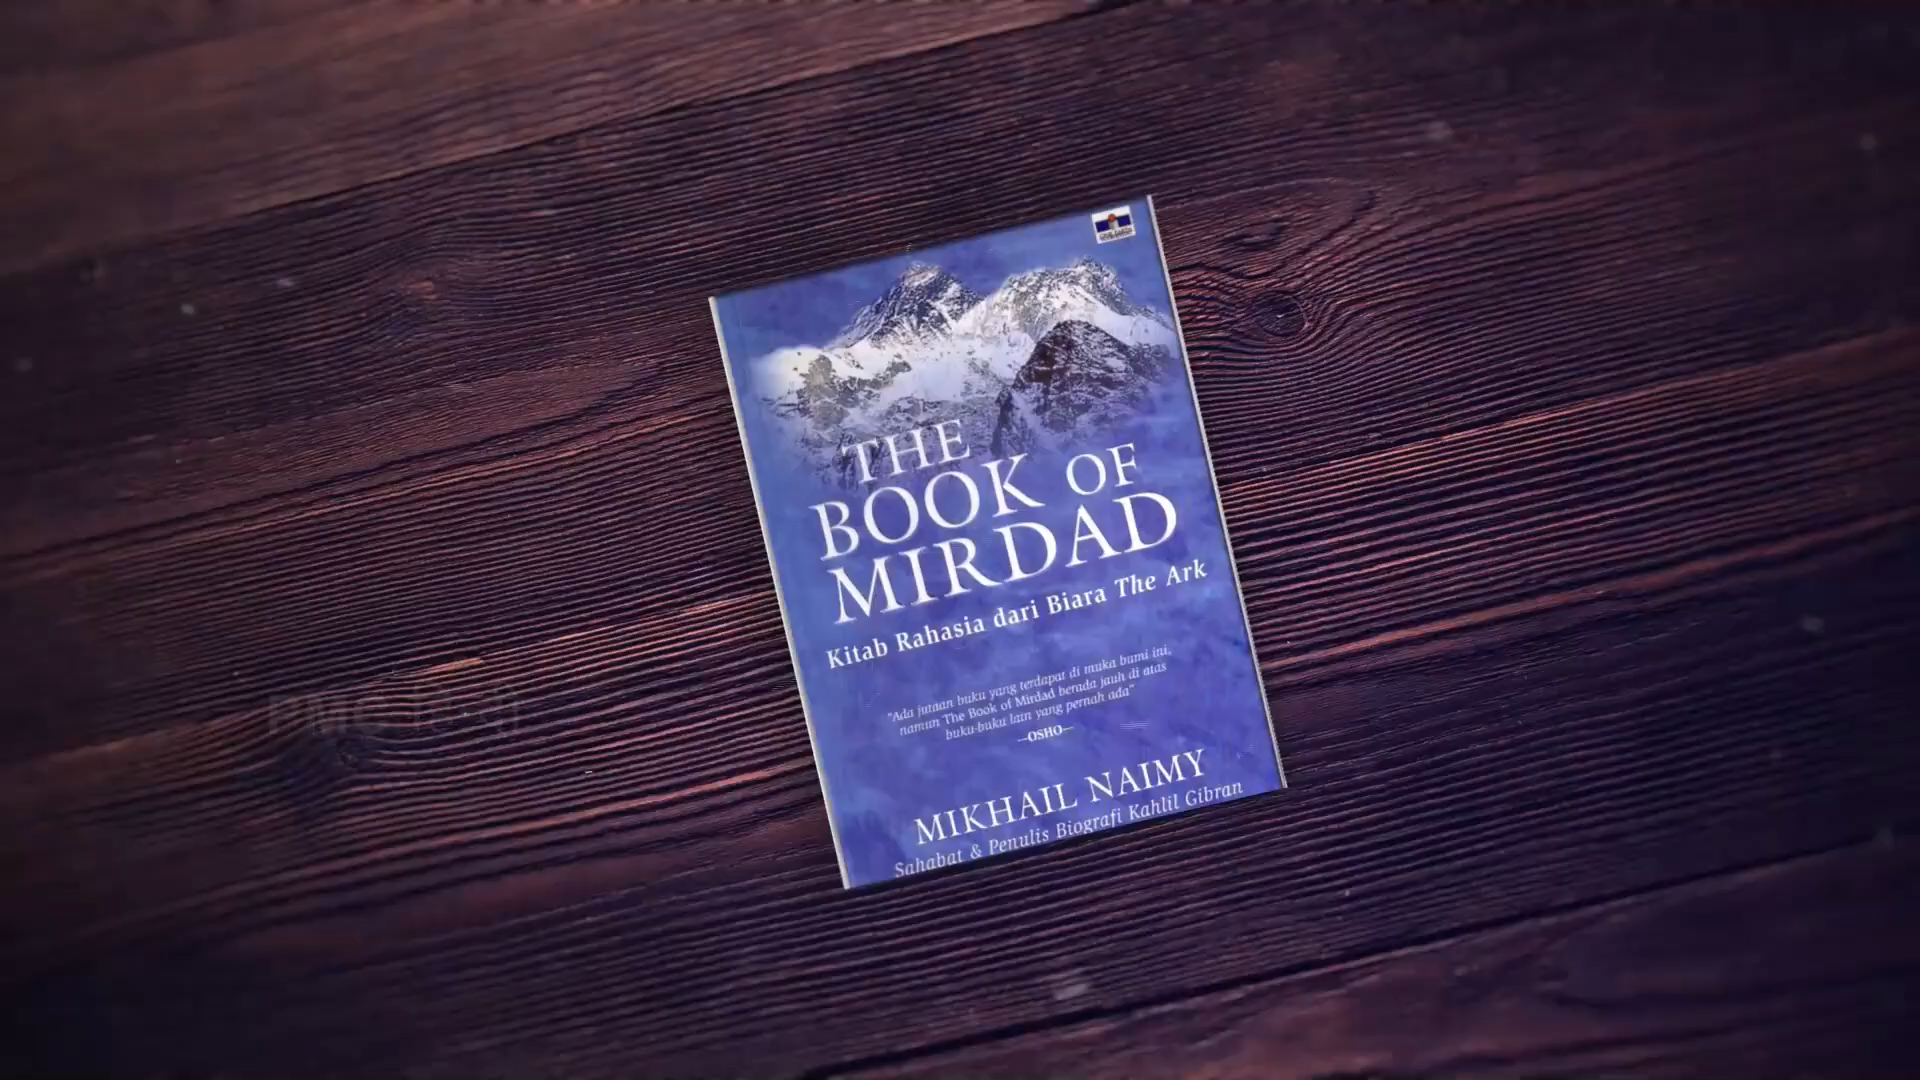 THE
BOOK OF
MIRDAD
Kitab Rahasia dari Biara The Ark
"Ada jutaan buku yang terdapat di muka bumi ini,
namun The Book of Mirdad berada jauh di atas
buku-buku lain yang pernah ada"
—OSHO—
MIKHAIL NAIMY
Sahabat & Penulis Biografi Kahlil Gibran